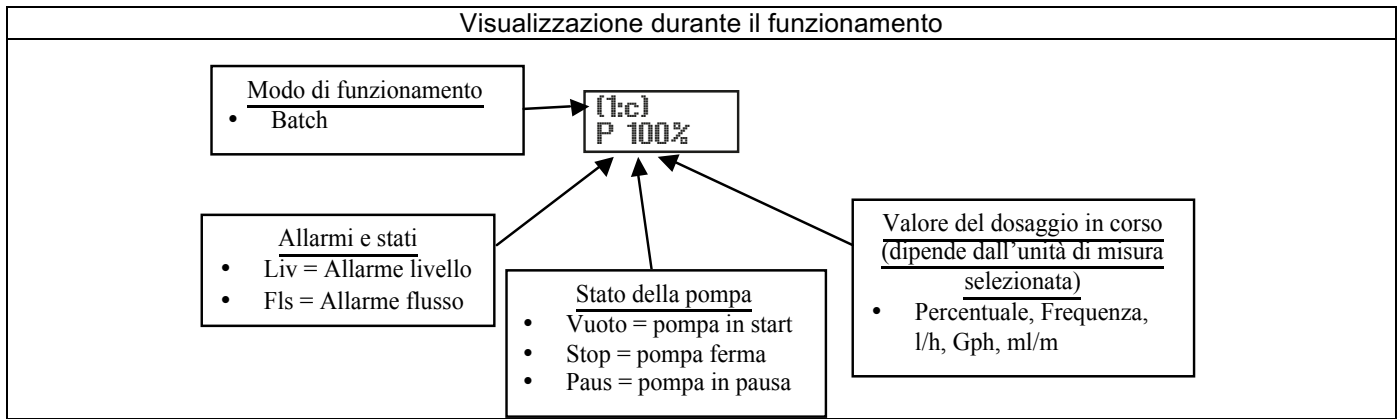 Visualizzazione durante il funzionamento
Modo di funzionamento
• Batch
(1:c)
P 100%
Allarmi e stati
• Liv = Allarme livello
• Fls = Allarme flusso
Stato della pompa
• Vuoto = pompa in start
• Stop = pompa ferma
• Paus = pompa in pausa
Valore del dosaggio in corso
(dipende dall’unità di misura
selezionata)
• Percentuale, Frequenza,
l/h, Gph, ml/m